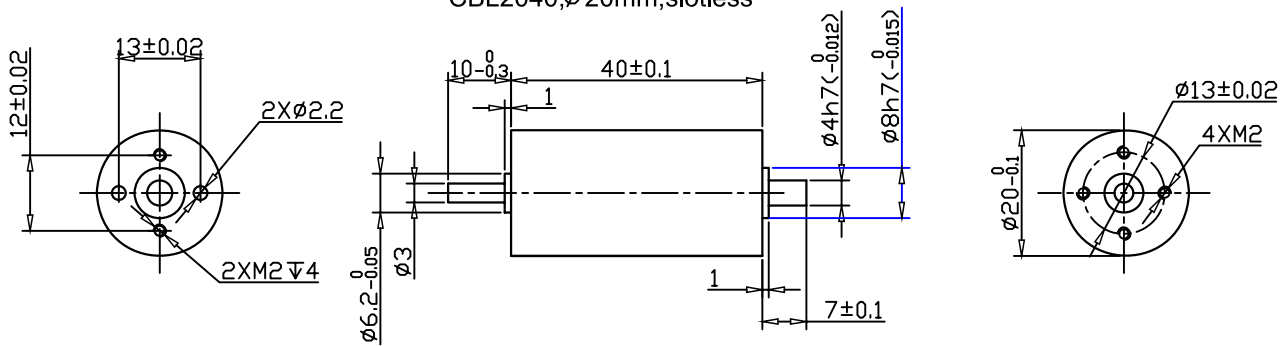 13±0.02
12±0.02
2XØ2.2
2XM2↧4
10-0/0.3
40±0.1
1
Ø4h7(-0/0.012)
Ø8h7(-0/0.015)
Ø6.2-0/0.05
Ø3
1
7±0.1
Ø13±0.02
4XM2
Ø20-0/0.1